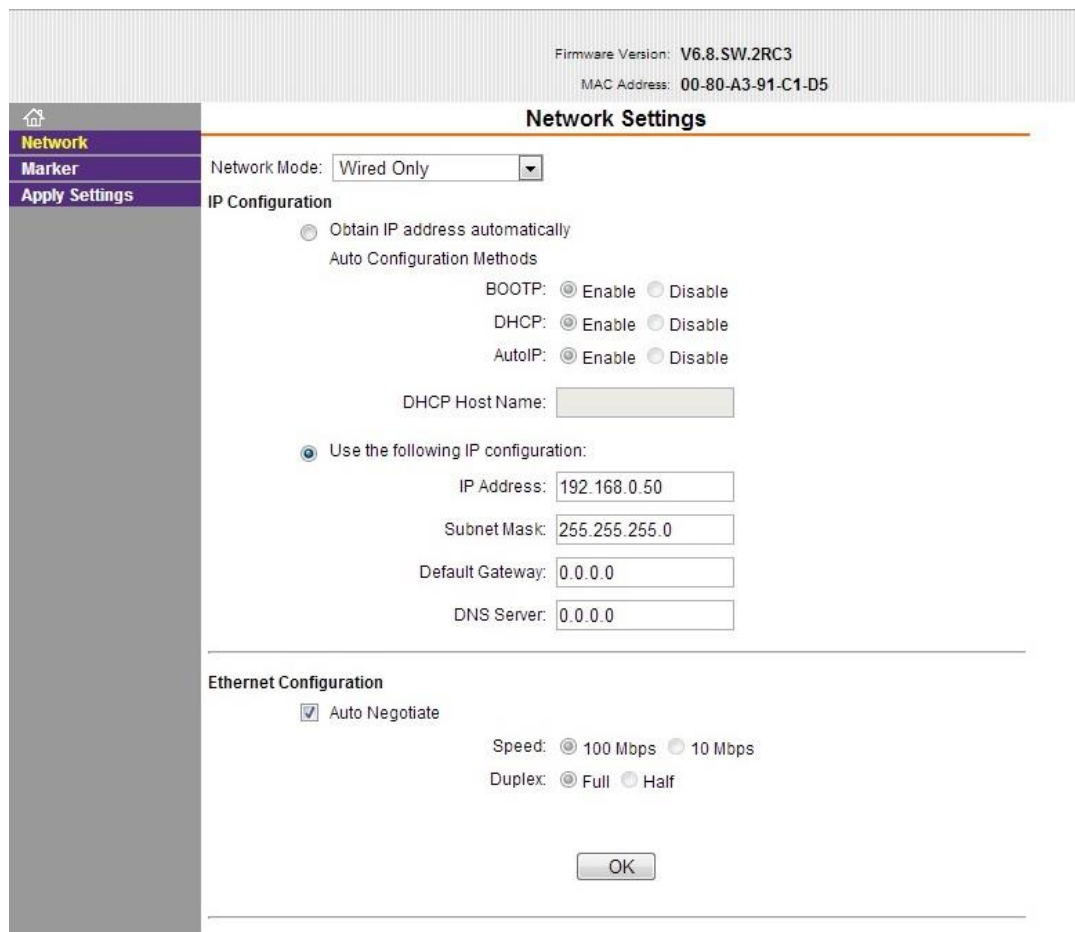 Firmware Version: V6.8.SW.2RC3
MAC Address: 00-80-A3-91-C1-D5
Network
Marker
Apply Settings
Network Settings
Network Mode: Wired Only
IP Configuration
Obtain IP address automatically
Auto Configuration Methods
BOOTP: Enable Disable
DHCP: Enable Disable
AutoIP: Enable Disable
DHCP Host Name:
Use the following IP configuration:
IP Address: 192.168.0.50
Subnet Mask: 255.255.255.0
Default Gateway: 0.0.0.0
DNS Server: 0.0.0.0
Ethernet Configuration
Auto Negotiate
Speed: 100 Mbps 10 Mbps
Duplex: Full Half
OK